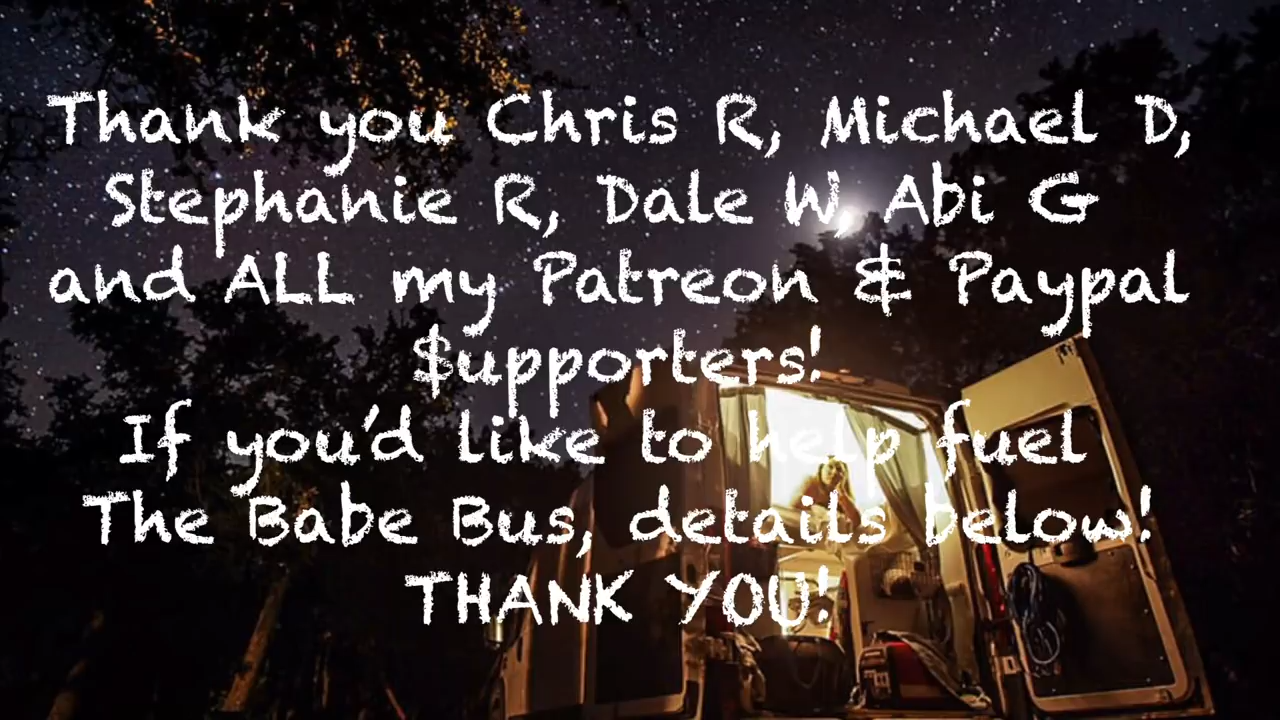 Thank you Chris R, Michael D,
Stephanie R, Dale W, Abi G
and ALL my Patreon & Paypal
$upporters!
If you'd like to help fuel
The Babe Bus, details below!
THANK YOU!